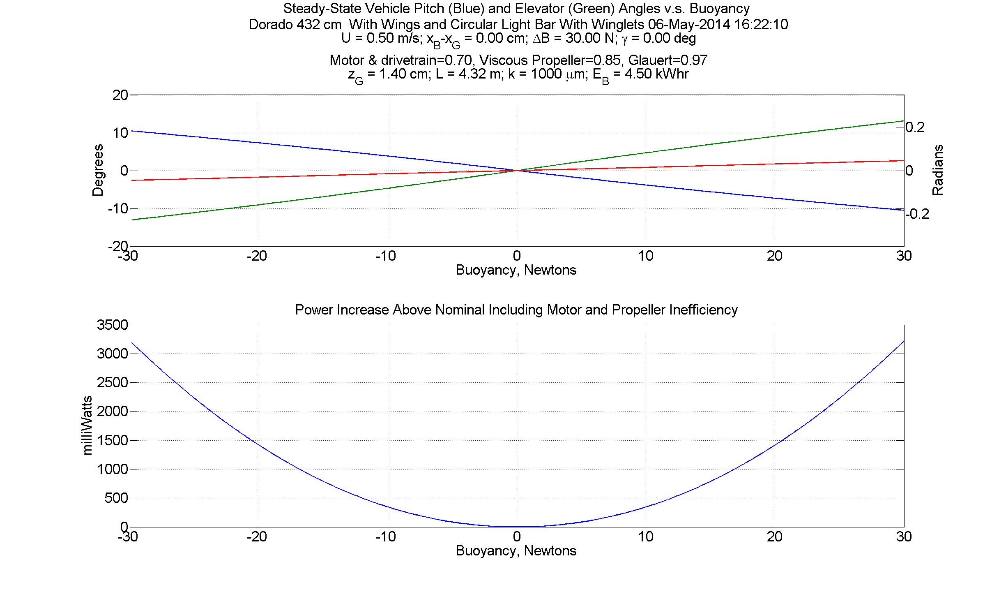 Steady-State Vehicle Pitch (Blue) and Elevator (Green) Angles v.s. Buoyancy
Dorado 432 cm  With Wings and Circular Light Bar With Winglets 06-May-2014 16:22:10
U = 0.50 m/s; x_B-x_G = 0.00 cm; ΔB = 30.00 N; γ = 0.00 deg
Motor & drivetrain=0.70, Viscous Propeller=0.85, Glauert=0.97
z_G = 1.40 cm; L = 4.32 m; k = 1000 μm; E_B = 4.50 kWhr
20
10
0
-10
-20
Degrees
0.2
0
-0.2
Radians
-30 -20 -10 0 10 20 30
Buoyancy, Newtons
Power Increase Above Nominal Including Motor and Propeller Inefficiency
3500
3000
2500
2000
1500
1000
500
0
milliWatts
-30 -20 -10 0 10 20 30
Buoyancy, Newtons